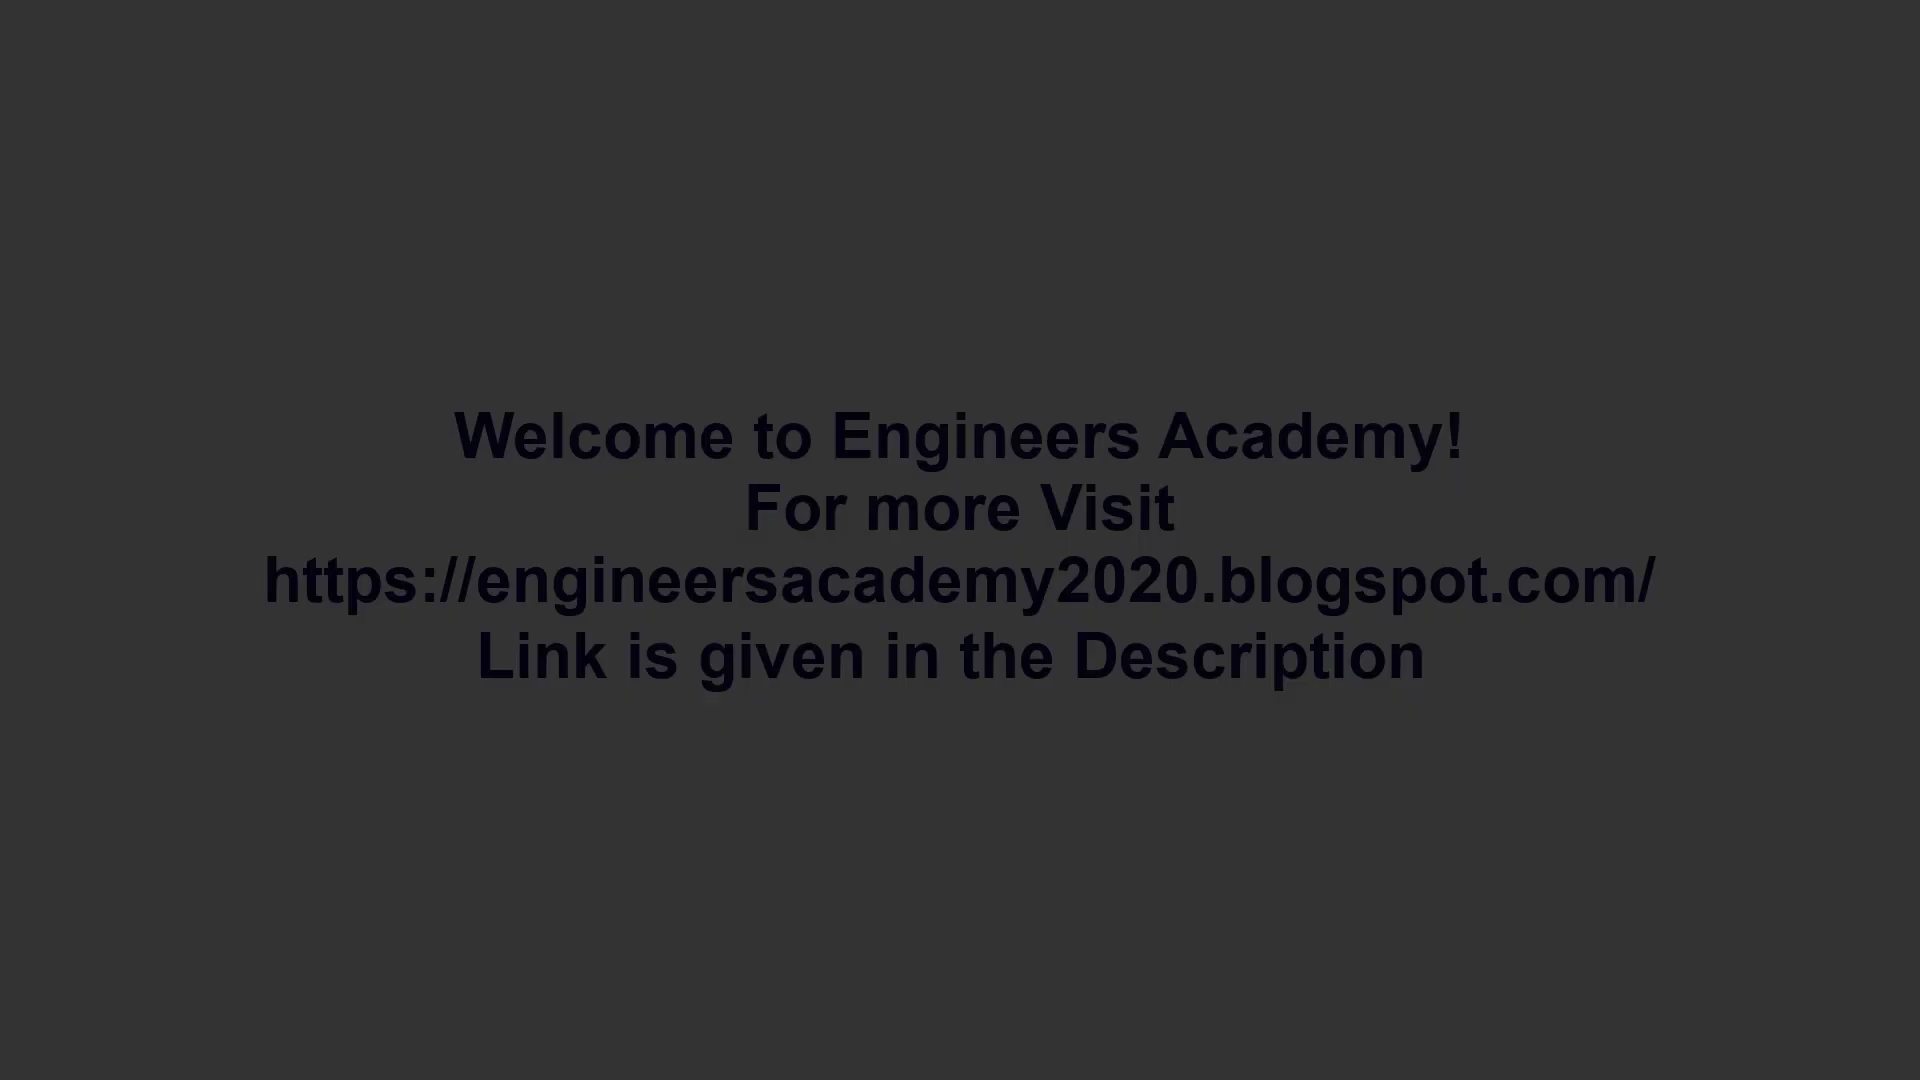 Welcome to Engineers Academy!
For more Visit
https://engineersacademy2020.blogspot.com/
Link is given in the Description